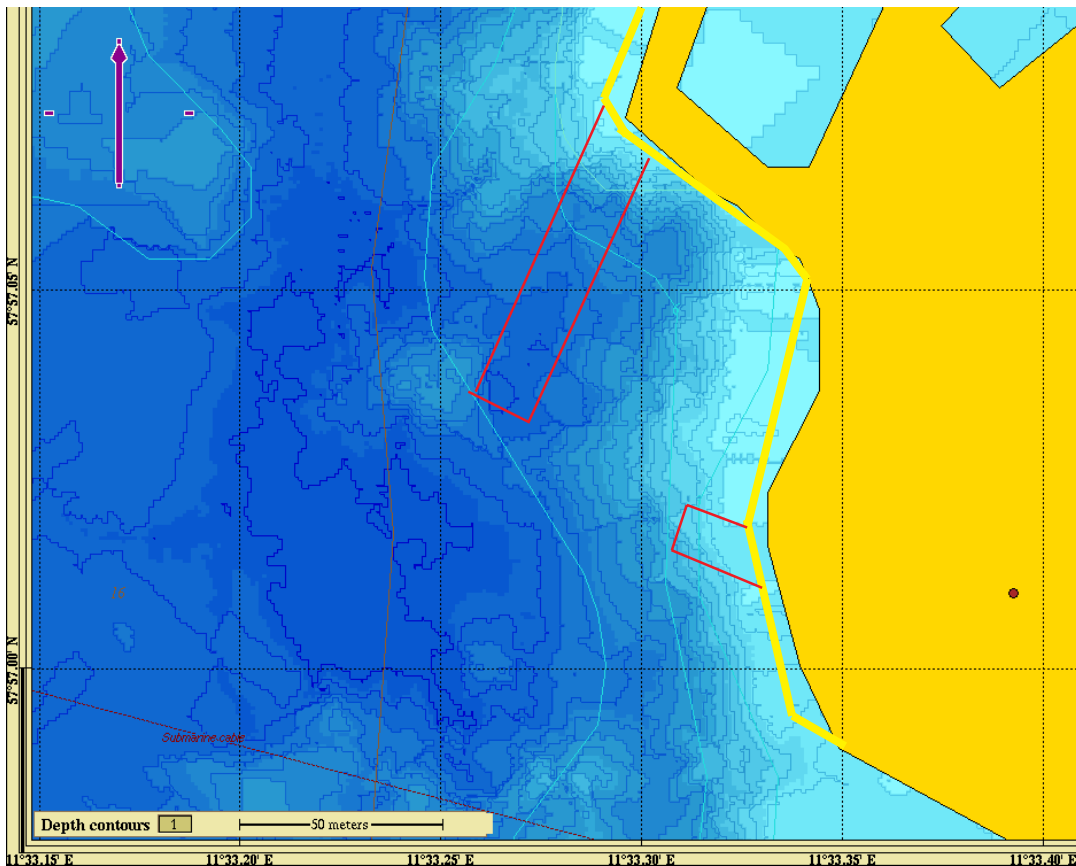 57°57.05' N
57°57.00' N
16
Submarine cable
Depth contours 1 50 meters
11°33.15' E 11°33.20' E 11°33.25' E 11°33.30' E 11°33.35' E 11°33.40' E